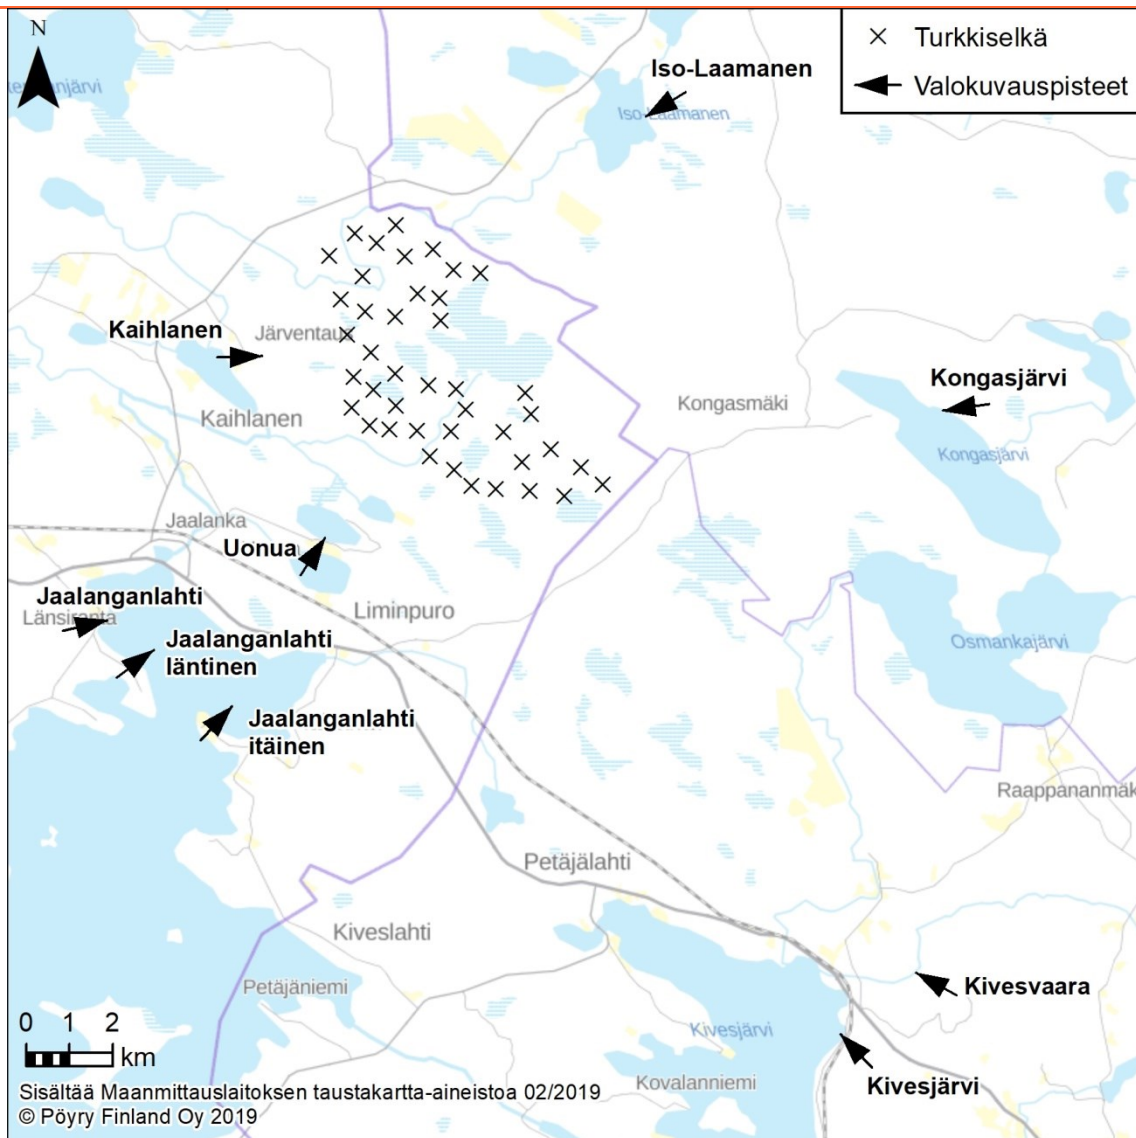 N
Turkkiselkä
Valokuvauspisteet
Iso-Laamanen
Iso-Laamanen
Kaihlanen
Järventaus
Kaihlanen
Kongasmäki
Kongasjärvi
Kongasjärvi
Jaalanka
Uonua
Jaalanganlahti
Länsiranta
Liminpuro
Jaalanganlahti
läntinen
Osmankajärvi
Jaalanganlahti
itäinen
Raappananmäk
Petäjälahti
Kiveslahti
Petäjäniemi
Kivesvaara
Kivesjärvi
Kovalanniemi
Kivesjärvi
0 1 2
km
Sisältää Maanmittauslaitoksen taustakartta-aineistoa 02/2019
© Pöyry Finland Oy 2019